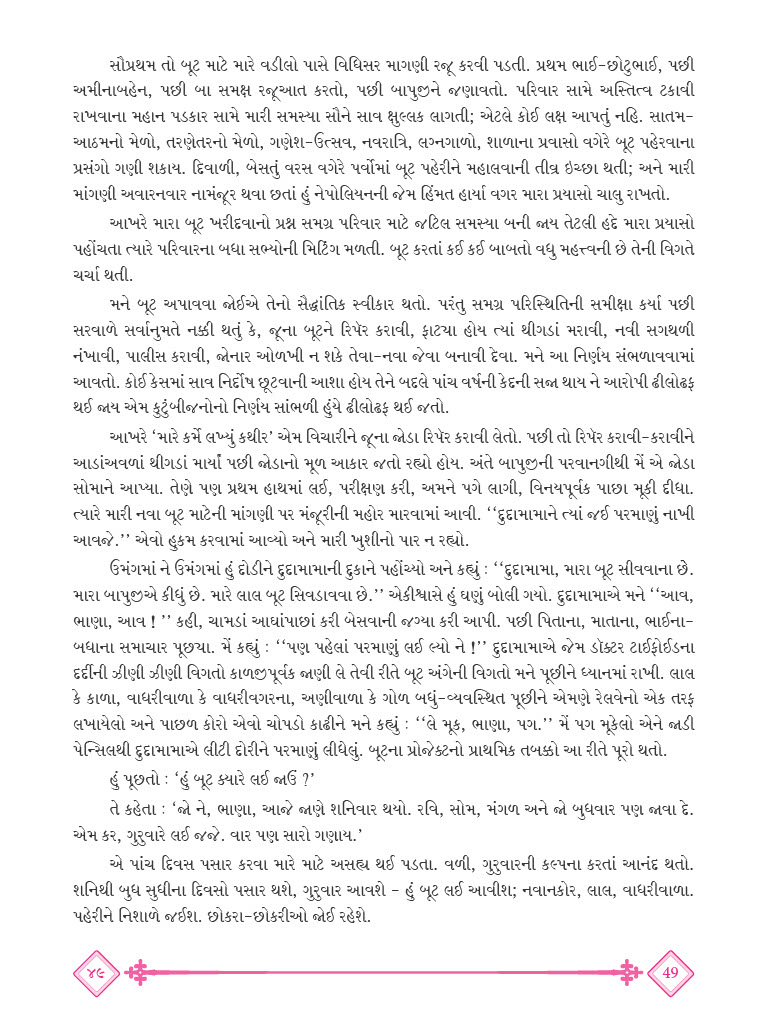 સૌપ્રથમ તો બૂટ માટે મારે વડીલો પાસે વિધિસર માગણી રજૂ કરવી પડતી. પ્રથમ ભાઈ-છોટુભાઈ, પછી
અમીનાબહેન, પછી બા સમક્ષ રજૂઆત કરતો, પછી બાપુજીને જણાવતો. પરિવાર સામે અસ્તિત્વ ટકાવી
રાખવાના મહાન પડકાર સામે મારી સમસ્યા સૌને સાવ ક્ષુલ્લક લાગતી; એટલે કોઈ લક્ષ આપતું નહિ. સાતમ-
આઠમનો મેળો, તરણેતરનો મેળો, ગણેશ-ઉત્સવ, નવરાત્રિ, લગ્નગાળો, શાળાના પ્રવાસો વગેરે બૂટ પહેરવાના
પ્રસંગો ગણી શકાય. દિવાળી, બેસતું વરસ વગેરે પર્વોમાં બૂટ પહેરીને મહાલવાની તીવ્ર ઇચ્છા થતી; અને મારી
માંગણી અવારનવાર નામંજૂર થવા છતાં હું નેપોલિયનની જેમ હિંમત હાર્યા વગર મારા પ્રયાસો ચાલુ રાખતો.
આખરે મારા બૂટ ખરીદવાનો પ્રશ્ન સમગ્ર પરિવાર માટે જટિલ સમસ્યા બની જાય તેટલી હદે મારા પ્રયાસો
પહોંચતા ત્યારે પરિવારના બધા સભ્યોની મિટિંગ મળતી. બૂટ કરતાં કઈ કઈ બાબતો વધુ મહત્ત્વની છે તેની વિગતે
ચર્ચા થતી.
મને બૂટ અપાવવા જોઈએ તેનો સૈદ્ધાંતિક સ્વીકાર થતો. પરંતુ સમગ્ર પરિસ્થિતિની સમીક્ષા કર્યા પછી
સરવાળે સર્વાનુમતે નક્કી થતું કે, જૂના બૂટને રિપૅર કરાવી, ફાટ્યા હોય ત્યાં થીગડાં મરાવી, નવી સગથળી
નંખાવી, પાલીસ કરાવી, જોનાર ઓળખી ન શકે તેવા-નવા જેવા બનાવી દેવા. મને આ નિર્ણય સંભળાવવામાં
આવતો. કોઈ કેસમાં સાવ નિર્દોષ છૂટવાની આશા હોય તેને બદલે પાંચ વર્ષની કેદની સજા થાય ને આરોપી ઢીલોઢફ
થઈ જાય એમ કુટુંબીજનોનો નિર્ણય સાંભળી હુંયે ઢીલોઢફ થઈ જતો.
આખરે ‘મારે કર્મે લખ્યું કથીર’ એમ વિચારીને જૂના જોડા રિપૅર કરાવી લેતો. પછી તો રિપૅર કરાવી-કરાવીને
આડાંઅવળાં થીગડાં માર્યાં પછી જોડાનો મૂળ આકાર જતો રહ્યો હોય. અંતે બાપુજીની પરવાનગીથી મેં એ જોડા
સોમાને આપ્યા. તેણે પણ પ્રથમ હાથમાં લઈ, પરીક્ષણ કરી, અમને પગે લાગી, વિનયપૂર્વક પાછા મૂકી દીધા.
ત્યારે મારી નવા બૂટ માટેની માંગણી પર મંજૂરીની મહોર મારવામાં આવી. ‘‘દુદામામાને ત્યાં જઈ પરમાણું નાખી
આવજે.’’ એવો હુકમ કરવામાં આવ્યો અને મારી ખુશીનો પાર ન રહ્યો.
ઉમંગમાં ને ઉમંગમાં હું દોડીને દુદામામાની દુકાને પહોંચ્યો અને કહ્યું : ‘‘દુદામામા, મારા બૂટ સીવવાના છે.
મારા બાપુજીએ કીધું છે. મારે લાલ બૂટ સિવડાવવા છે.’’ એકીશ્વાસે હું ઘણું બોલી ગયો. દુદામામાએ મને ‘‘આવ,
ભાણા, આવ ! ’’ કહી, ચામડાં આઘાંપાછાં કરી બેસવાની જગ્યા કરી આપી. પછી પિતાના, માતાના, ભાઈના-
બધાના સમાચાર પૂછ્યા. મેં કહ્યું : ‘‘પણ પહેલાં પરમાણું લઈ લ્યો ને !’’ દુદામામાએ જેમ ડૉક્ટર ટાઈફોઈડના
દર્દીની ઝીણી ઝીણી વિગતો કાળજીપૂર્વક જાણી લે તેવી રીતે બૂટ અંગેની વિગતો મને પૂછીને ધ્યાનમાં રાખી. લાલ
કે કાળા, વાધરીવાળા કે વાધરીવગરના, અણીવાળા કે ગોળ બધું-વ્યવસ્થિત પૂછીને એમણે રેલવેનો એક તરફ
લખાયેલો અને પાછળ કોરો એવો ચોપડો કાઢીને મને કહ્યું : ‘‘લે મૂક, ભાણા, પગ.’’ મેં પગ મૂકેલો એને જાડી
પેન્સિલથી દુદામામાએ લીટી દોરીને પરમાણું લીધેલું. બૂટના પ્રોજેક્ટનો પ્રાથમિક તબક્કો આ રીતે પૂરો થતો.
હું પૂછતો : ‘હું બૂટ ક્યારે લઈ જાઉં ?’
તે કહેતા : ‘જો ને, ભાણા, આજે જાણે શનિવાર થયો. રવિ, સોમ, મંગળ અને જો બુધવાર પણ જાવા દે.
એમ કર, ગુરુવારે લઈ જજે. વાર પણ સારો ગણાય.’
એ પાંચ દિવસ પસાર કરવા મારે માટે અસહ્ય થઈ પડતા. વળી, ગુરુવારની કલ્પના કરતાં આનંદ થતો.
શનિથી બુધ સુધીના દિવસો પસાર થશે, ગુરુવાર આવશે - હું બૂટ લઈ આવીશ; નવાનકોર, લાલ, વાધરીવાળા.
પહેરીને નિશાળે જઈશ. છોકરા-છોકરીઓ જોઈ રહેશે.
૪૯
49